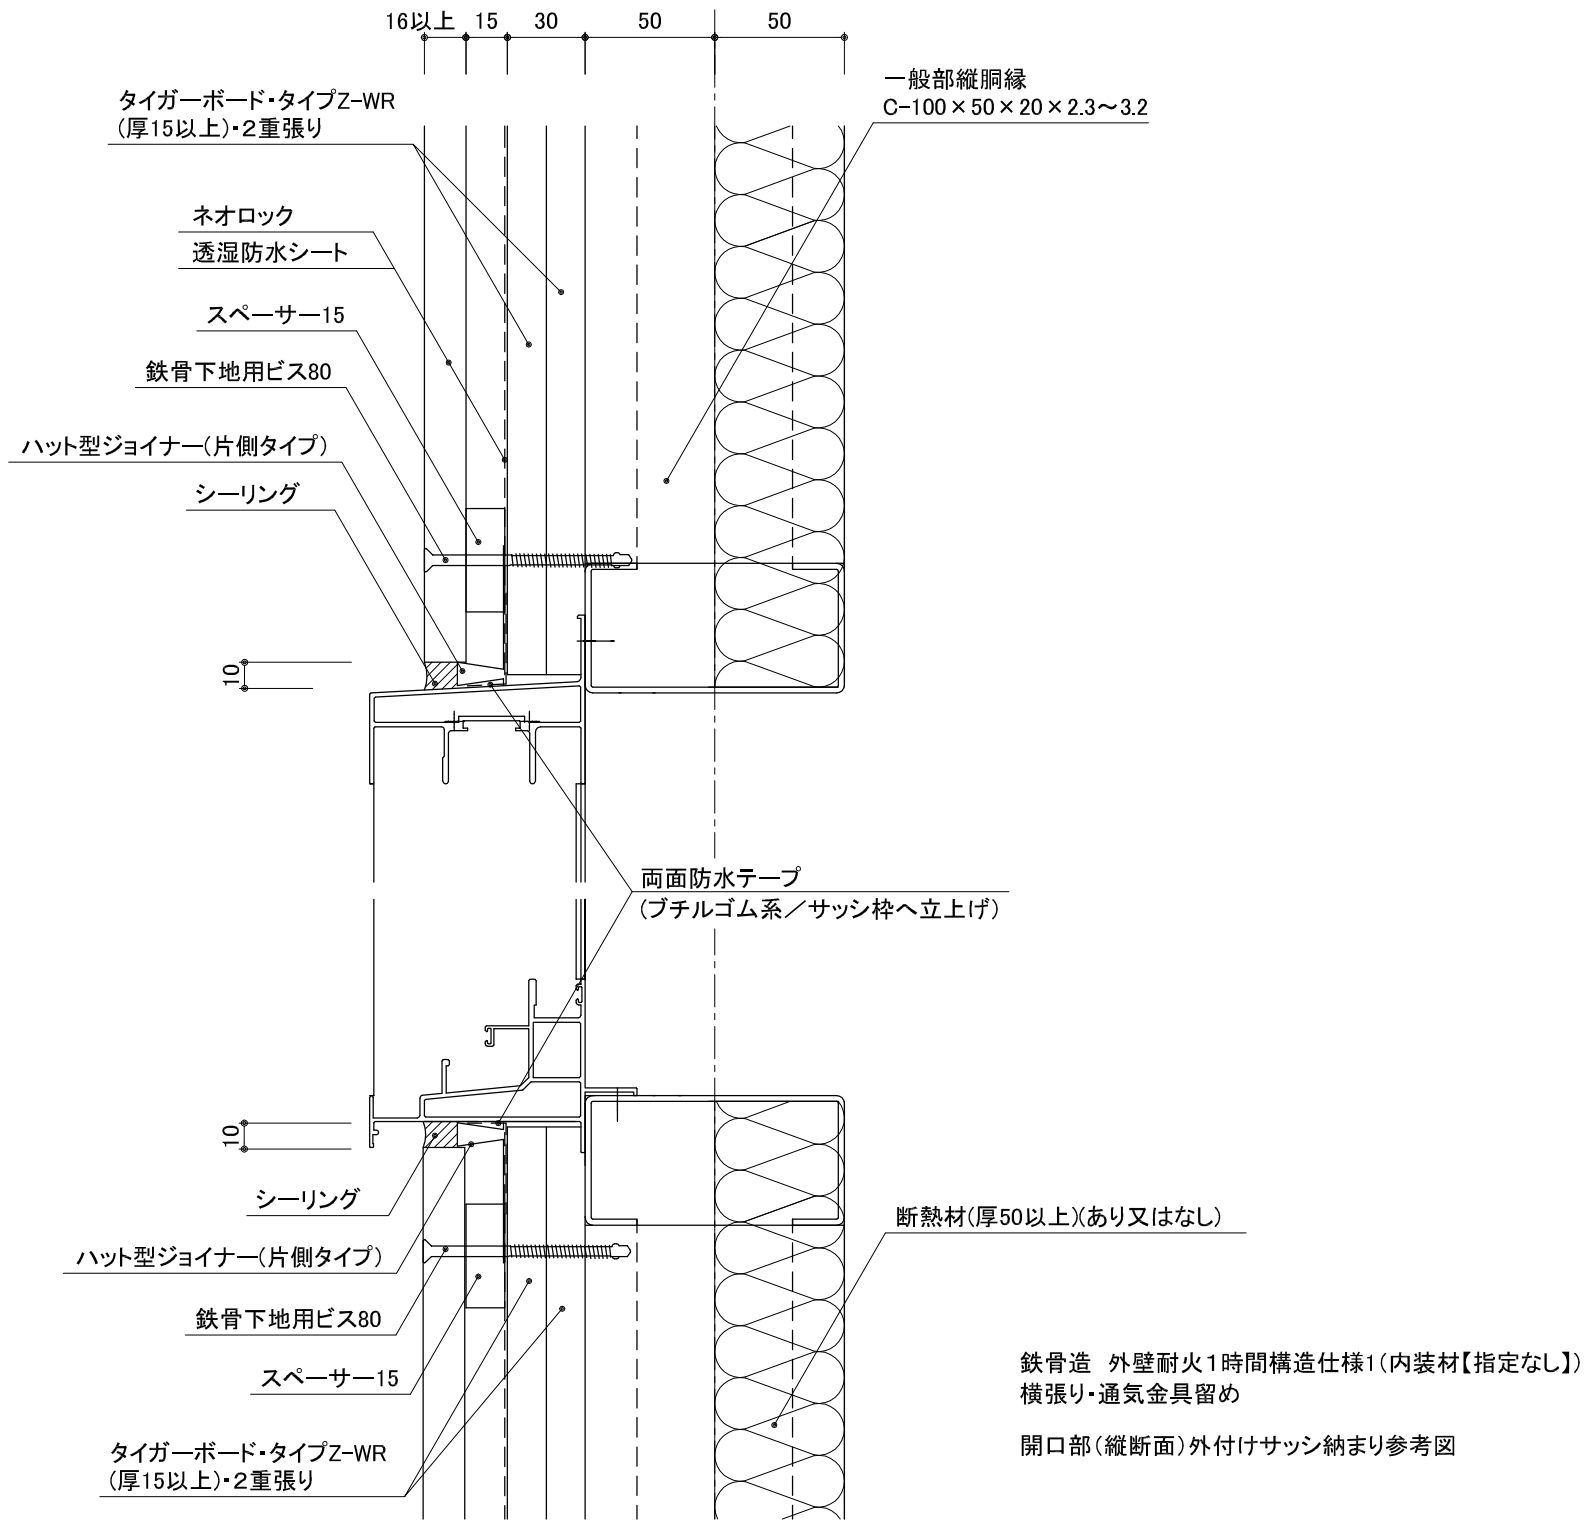 16以上 15 30 50 50
一般部縦胴縁
C-100×50×20×2.3～3.2
タイガーボード・タイプZ-WR
(厚15以上)・2重張り
ネオロック
透湿防水シート
スペーサー15
鉄骨下地用ビス80
ハット型ジョイナー(片側タイプ)
シーリング
10
両面防水テープ
(ブチルゴム系／サッシ枠へ立上げ)
10
シーリング
ハット型ジョイナー(片側タイプ)
鉄骨下地用ビス80
スペーサー15
タイガーボード・タイプZ-WR
(厚15以上)・2重張り
断熱材(厚50以上)(あり又はなし)
鉄骨造 外壁耐火1時間構造仕様1(内装材【指定なし】)
横張り・通気金具留め
開口部(縦断面)外付けサッシ納まり参考図